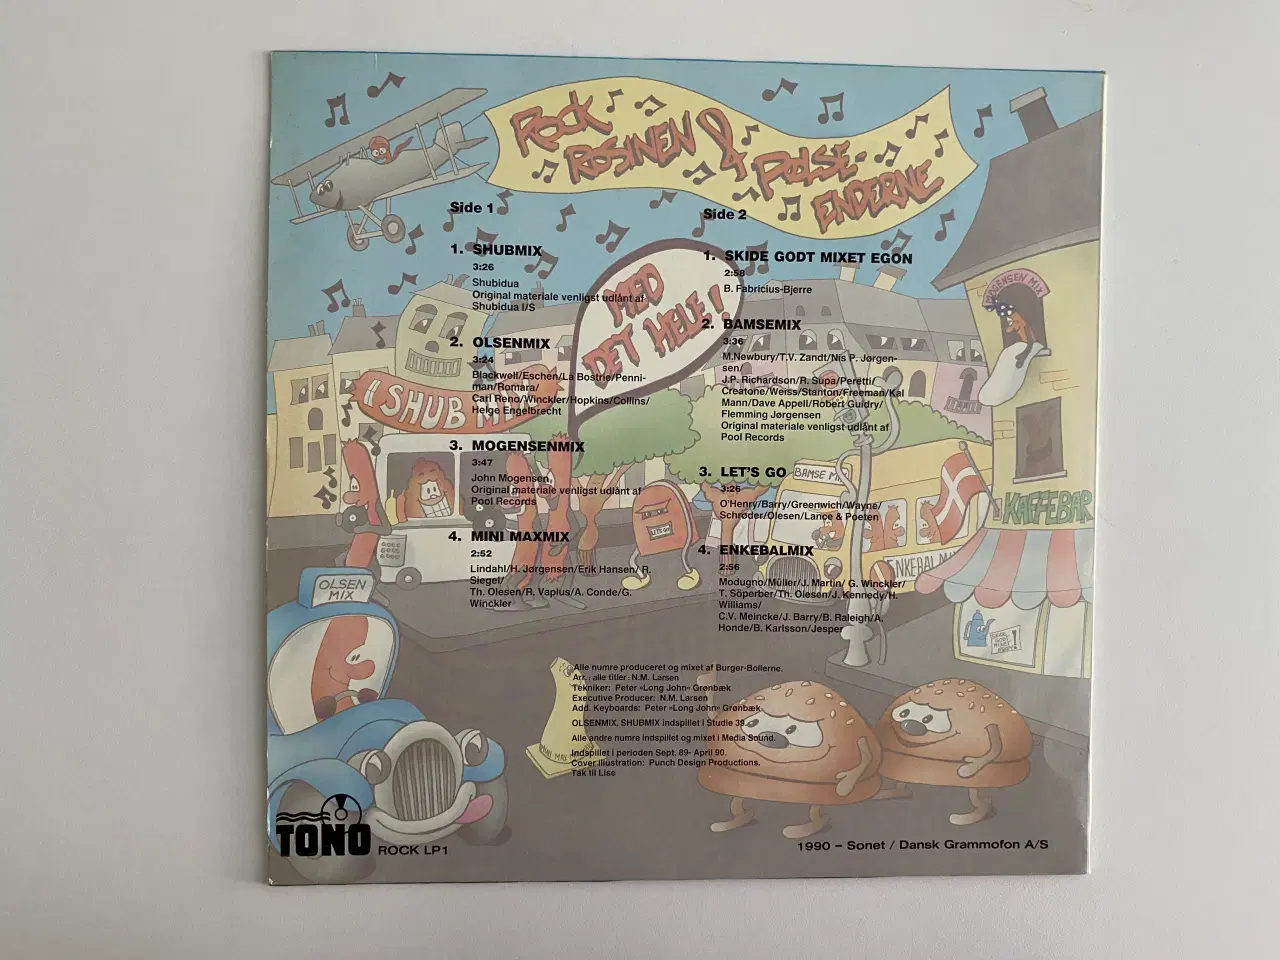 ROCK
ROSINEN & PØLSE-
ENDERNE
MED
DET HELE!
Side 1
1. SHUBMIX
3:26
Shubidua
Original materiale venligst udlånt af
Shubidua I/S
2. OLSENMIX
3:24
Blackwell/Eschen/La Bostrie/Penni-
man/Romara/
Carl Reno/Winckler/Hopkins/Collins/
Helge Engelbrecht
3. MOGENSENMIX
3:47
John Mogensen
Original materiale venligst udlånt af
Pool Records
4. MINI MAXMIX
2:52
Lindahl/H. Jørgensen/Erik Hansen/ R.
Siegel/
Th. Olesen/R. Vaplus/A. Conde/G.
Winckler
Side 2
1. SKIDE GODT MIXET EGON
2:58
B. Fabricius-Bjerre
2. BAMSEMIX
3:36
M.Newbury/T.V. Zandt/Nis P. Jørgen-
sen/
J.P. Richardson/R. Supa/Peretti/
Creatone/Weiss/Stanton/Freeman/Kal
Mann/Dave Appell/Robert Guidry/
Flemming Jørgensen
Original materiale venligst udlånt af
Pool Records
3. LET'S GO
3:26
O'Henry/Barry/Greenwich/Wayne/
Schrøder/Olesen/Lance & Poeten
4. ENKEBALMIX
2:56
Modugno/Müller/J. Martin/ G. Winckler/
T. Söperber/Th. Olesen/J. Kennedy/H.
Williams/
C.V. Meincke/J. Barry/B. Raleigh/A.
Honde/B. Karlsson/Jesper
MOGENSEN MIX
SHUB MIX
BAMSE MIX
LET'S GO
KAFFEBAR
ENKEBAL MIX
OLSEN
MIX
Alle numre produceret og mixet af Burger-Bollerne.
Arr. : alle titler : N.M. Larsen
Tekniker: Peter »Long John« Grønbæk
Executive Producer: N.M. Larsen
Add. Keyboards: Peter »Long John« Grønbæk
OLSENMIX, SHUBMIX indspillet i Studie 39.
Alle andre numre indspillet og mixet i Media Sound.
Indspillet i perioden Sept. 89- April 90.
Cover illustration: Punch Design Productions.
Tak til Lise
TONO
ROCK LP1
1990 – Sonet / Dansk Grammofon A/S